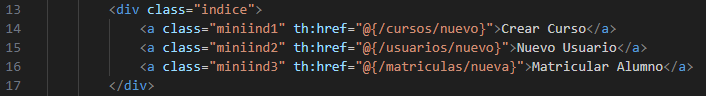 13 <div class="indice">
14 <a class="miniind1" th:href="@{/cursos/nuevo}">Crear Curso</a>
15 <a class="miniind2" th:href="@{/usuarios/nuevo}">Nuevo Usuario</a>
16 <a class="miniind3" th:href="@{/matriculas/nueva}">Matricular Alumno</a>
17 </div>